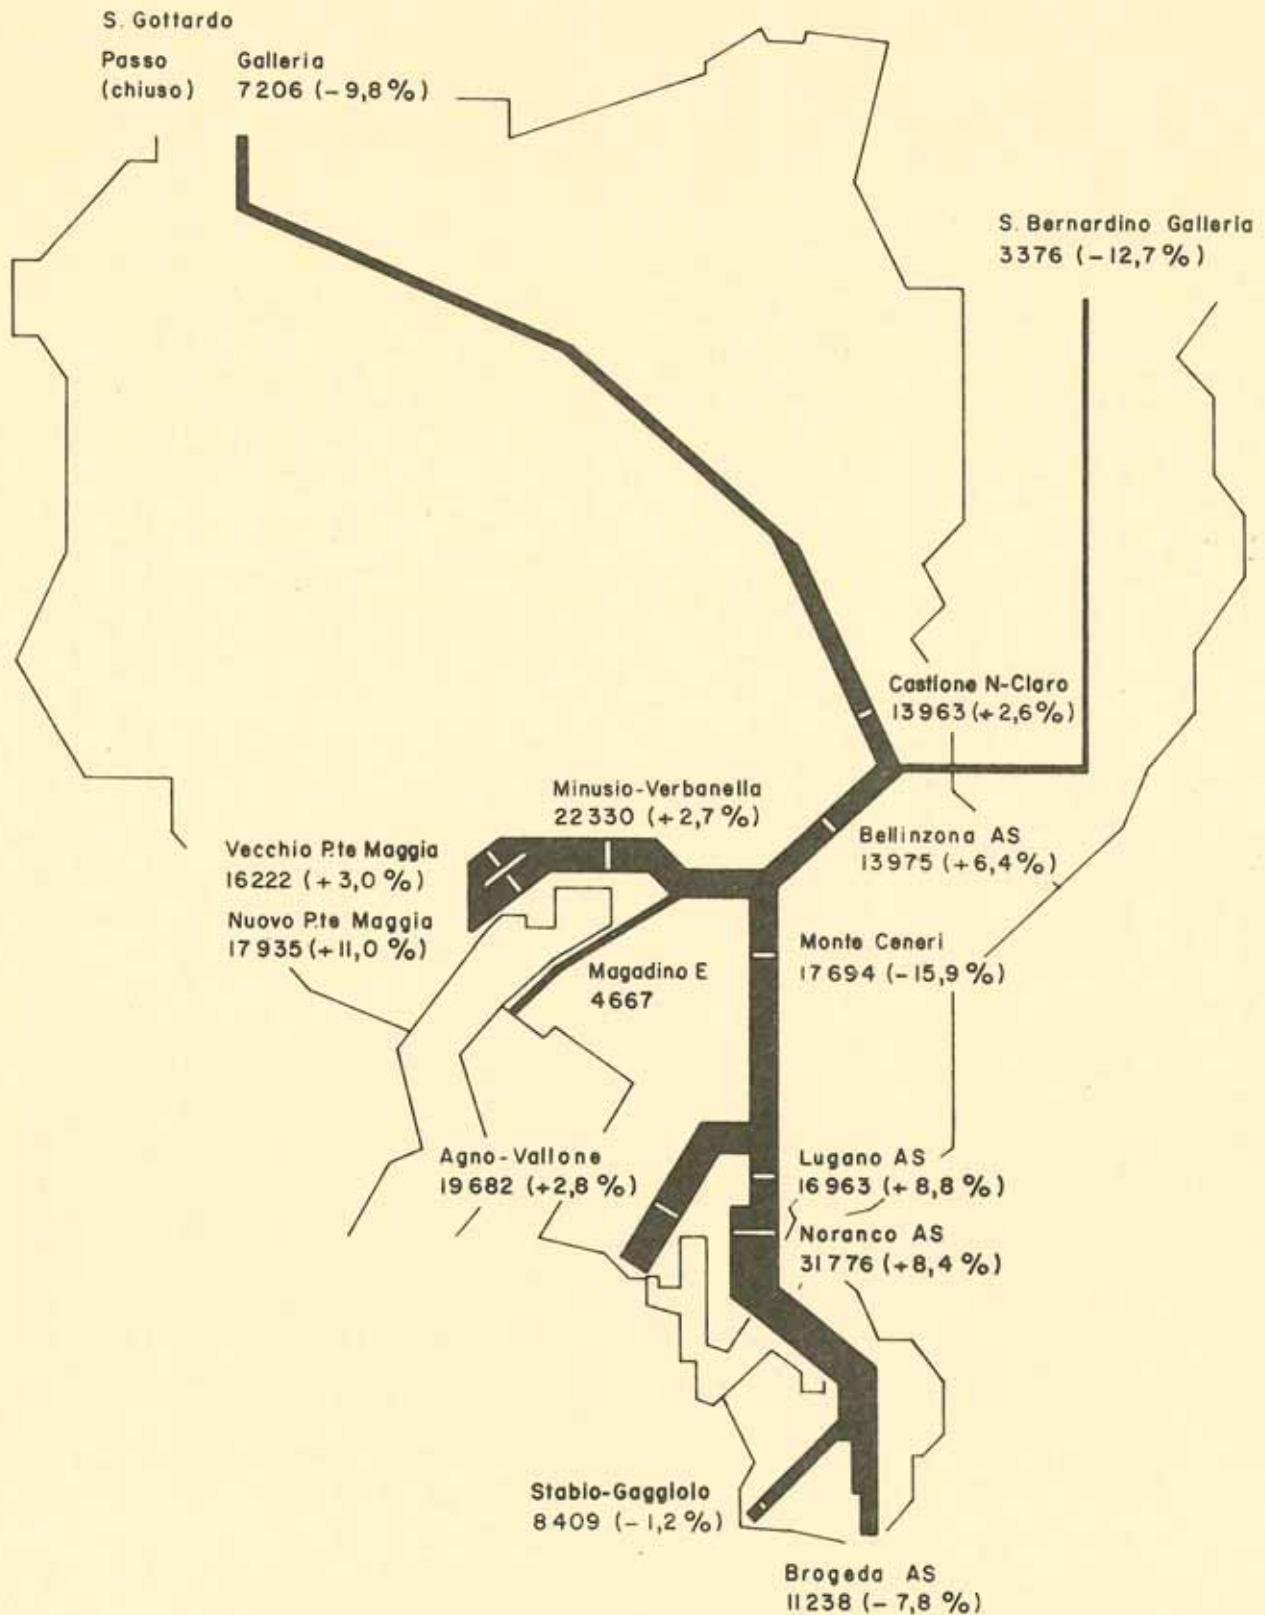 S. Gottardo
Passo Galleria
(chiuso) 7206 (-9,8%)
S. Bernardino Galleria
3376 (-12,7%)
Castione N-Claro
13963 (+2,6%)
Minusio-Verbanella
22330 (+2,7%)
Bellinzona AS
13975 (+6,4%)
Vecchio P.te Maggia
16222 (+3,0%)
Nuovo P.te Maggia
17935 (+11,0%)
Monte Ceneri
17694 (-15,9%)
Magadino E
4667
Agno-Vallone
19682 (+2,8%)
Lugano AS
16963 (+8,8%)
Noranco AS
31776 (+8,4%)
Stabio-Gaggiolo
8409 (-1,2%)
Brogeda AS
11238 (-7,8%)